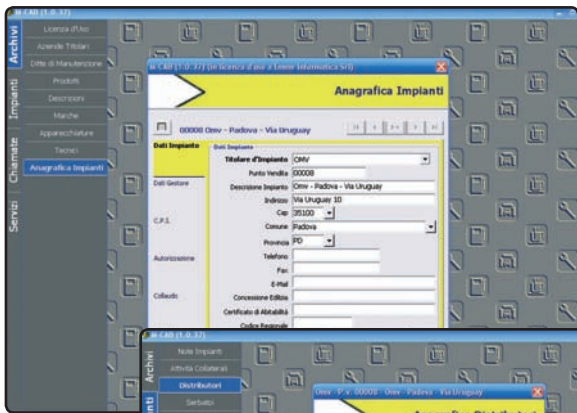 CAD (1.0.37)
Archivi
Impianti
Chiamate
Servizi
Licenza d'Uso
Aziende Titolari
Ditte di Manutenzione
Prodotti
Descrizioni
Marche
Apparecchiature
Tecnici
Anagrafica Impianti
CAD (1.0.37) (in licenza d'uso a Informatica Srl)
Anagrafica Impianti
00008 Omv - Padova - Via Uruguay
Dati Impianto
Dati Gestore
C.P.I.
Autorizzazione
Collaudo
Dati Impianto
Titolare d'Impianto OMV
Punto Vendita 00008
Descrizione Impianto Omv - Padova - Via Uruguay
Indirizzo Via Uruguay 10
Cap 35100
Comune Padova
Provincia PD
Telefono
Fax
E-Mail
Concessione Edilizia
Certificato di Abitabilità
Codice Regionale
CAD (1.0.37)
Archivi
Note Impianti
Attività Collaterali
Distributori
Serbatoi
Omv - P.v. 00008 - Omv - Padova - Via Uruguay